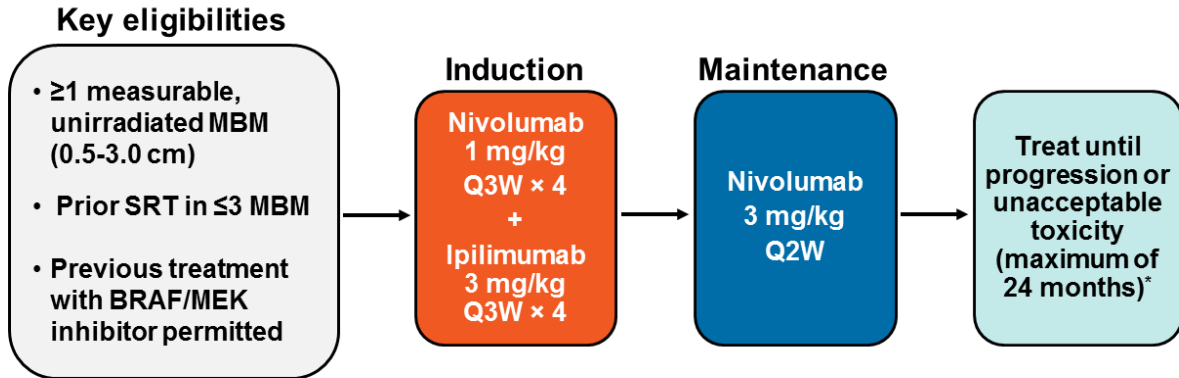 Key eligibilities
• ≥1 measurable,
unirradiated MBM
(0.5-3.0 cm)
• Prior SRT in ≤3 MBM
• Previous treatment
with BRAF/MEK
inhibitor permitted
Induction
Nivolumab
1 mg/kg
Q3W × 4
+
Ipilimumab
3 mg/kg
Q3W × 4
Maintenance
Nivolumab
3 mg/kg
Q2W
Treat until
progression or
unacceptable
toxicity
(maximum of
24 months)*